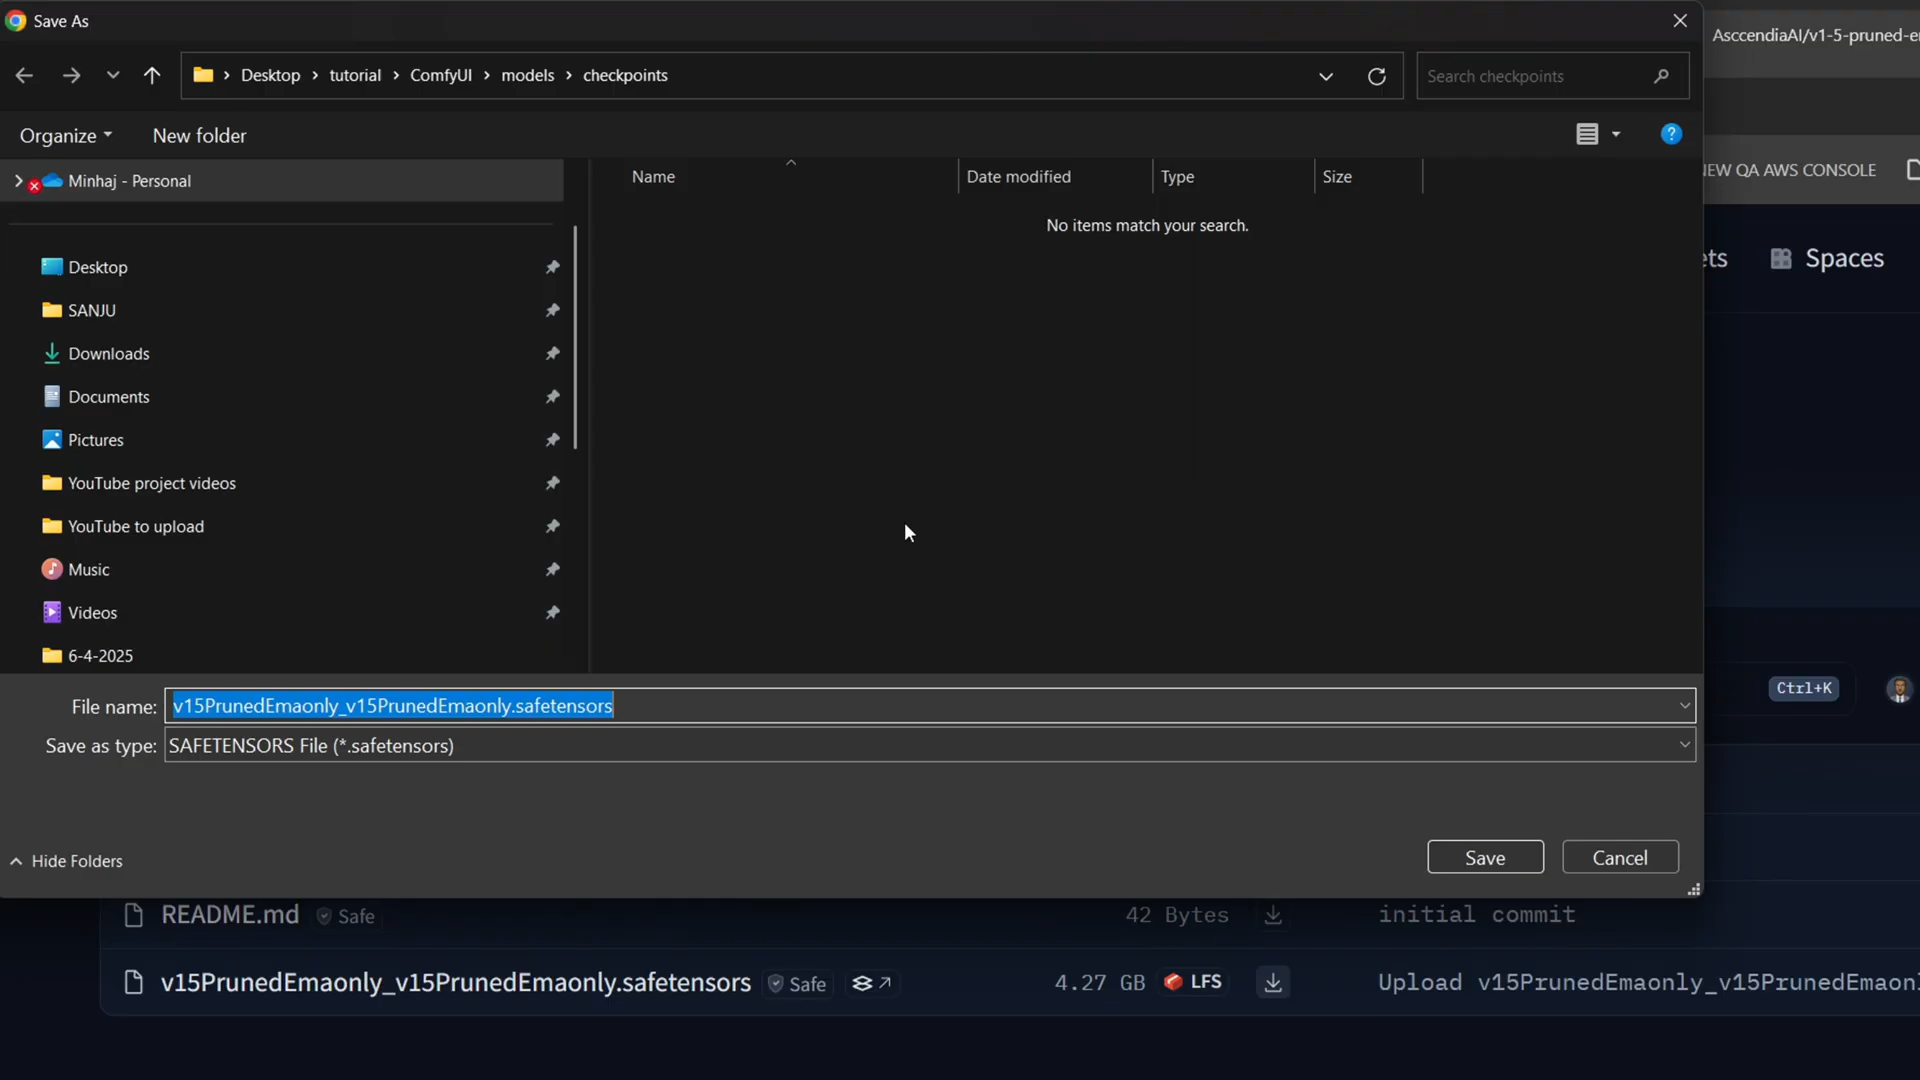 Save As
AsccendiaAI/v1-5-pruned-e
Desktop > tutorial > ComfyUI > models > checkpoints
Search checkpoints
Organize
New folder
?
NEW QA AWS CONSOLE
Minhaj - Personal
Name
Date modified
Type
Size
No items match your search.
ets
Spaces
Desktop
SANJU
Downloads
Documents
Pictures
YouTube project videos
YouTube to upload
Music
Videos
6-4-2025
File name: v15PrunedEmaonly_v15PrunedEmaonly.safetensors
Ctrl+K
Save as type: SAFETENSORS File (*.safetensors)
Hide Folders
Save
Cancel
README.md Safe 42 Bytes initial commit
v15PrunedEmaonly_v15PrunedEmaonly.safetensors Safe 4.27 GB LFS Upload v15PrunedEmaonly_v15PrunedEmaon